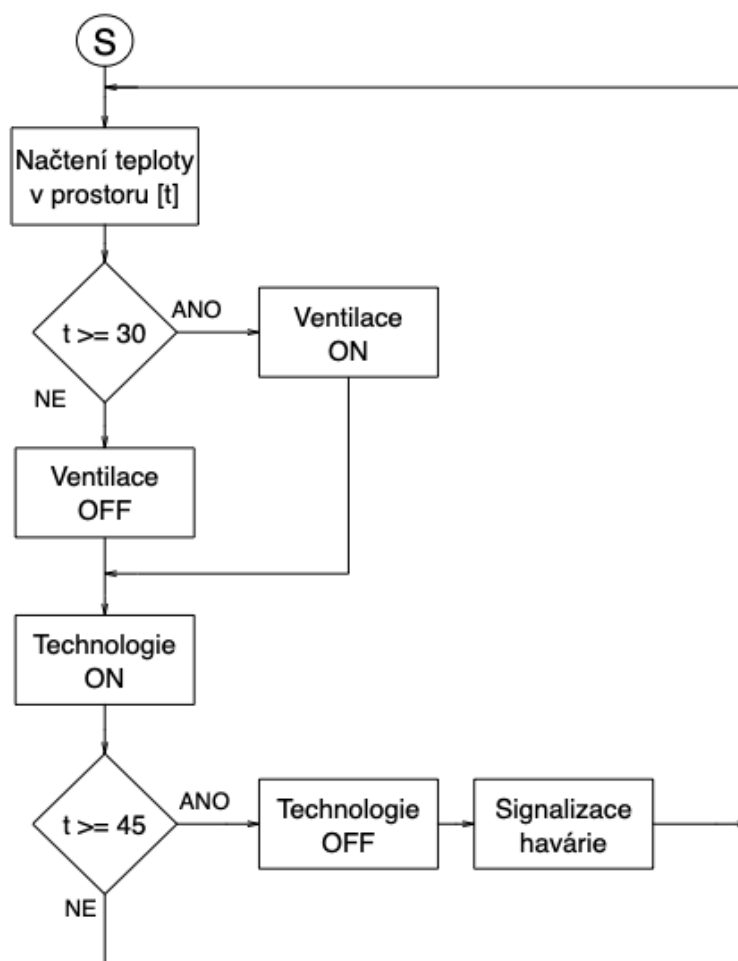 S
Načtení teploty
v prostoru [t]
t >= 30
ANO
Ventilace
ON
NE
Ventilace
OFF
Technologie
ON
t >= 45
ANO
Technologie
OFF
Signalizace
havárie
NE